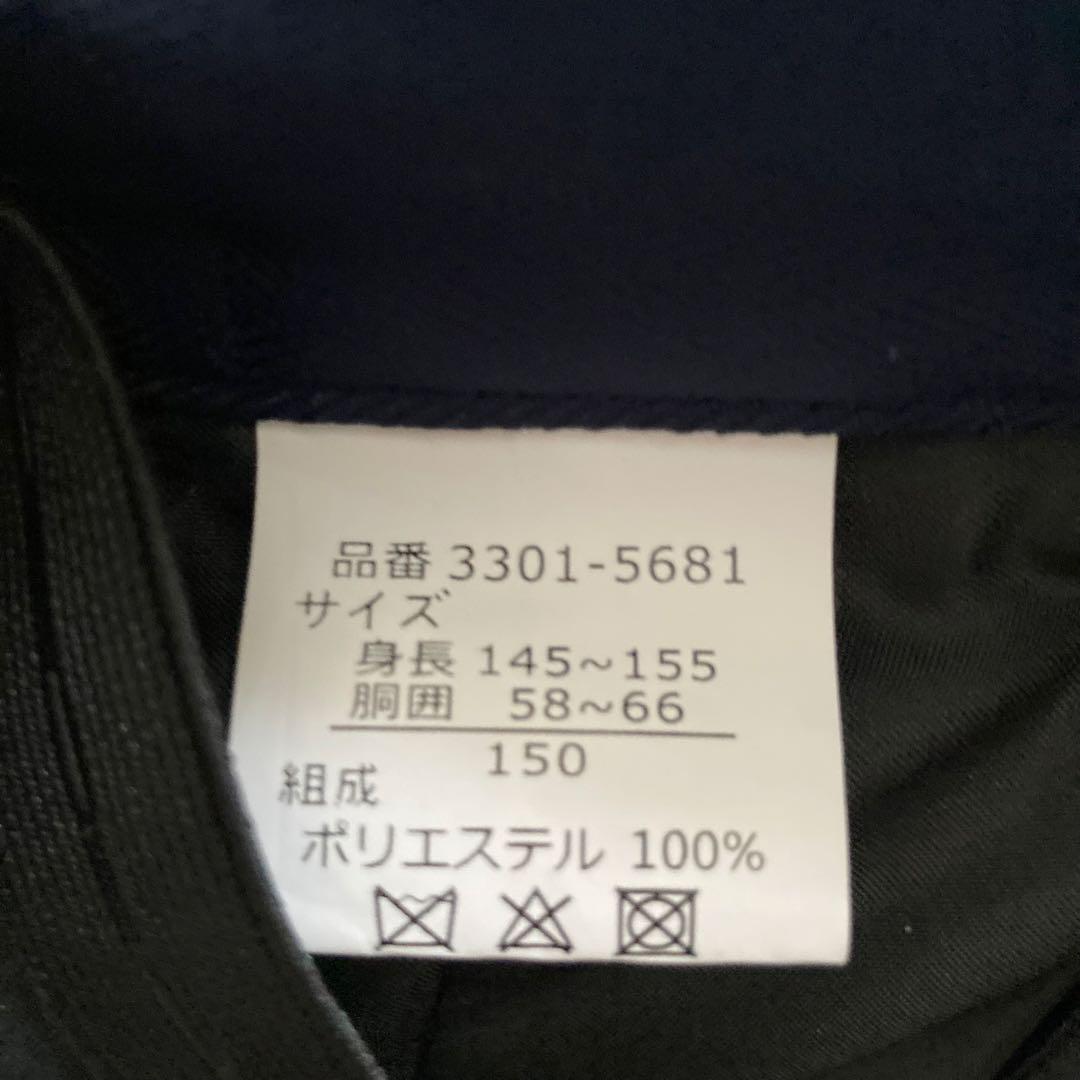 品番 3301-5681
サイズ
身長 145~155
胴囲 58~66
150
組成
ポリエステル 100%